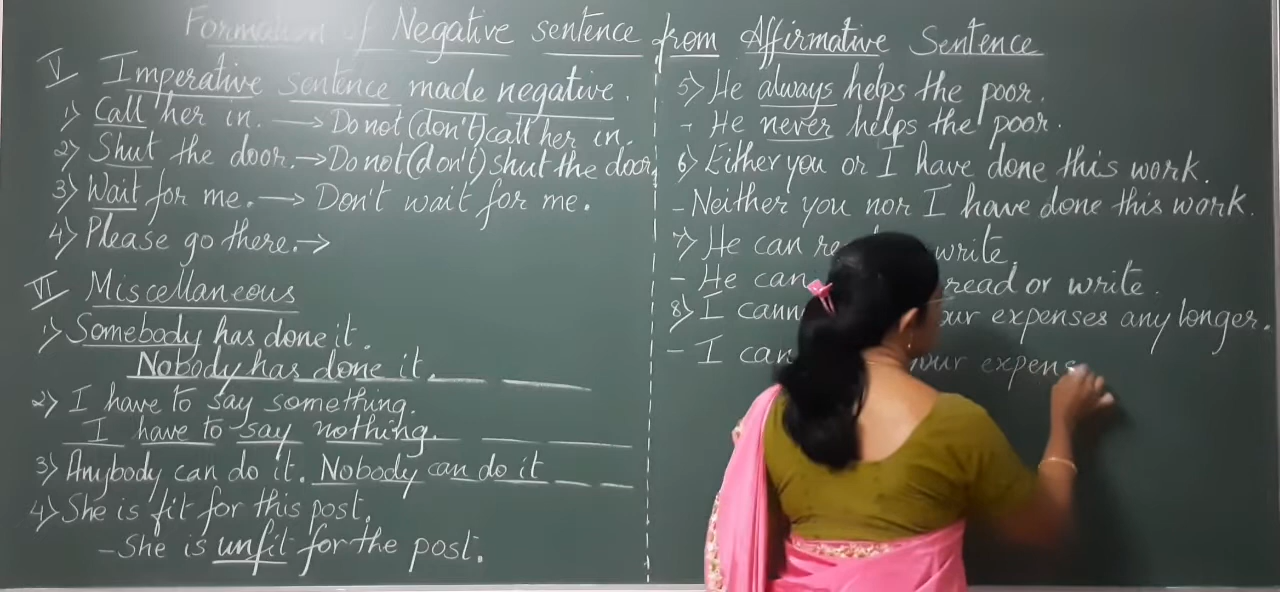 Formation of Negative sentence from Affirmative Sentence
V Imperative sentence made negative.
1) Call her in. → Do not (don't) call her in.
2) Shut the door. → Do not (don't) shut the door
3) Wait for me. → Don't wait for me.
4) Please go there. →
VI Miscellaneous
1) Somebody has done it.
Nobody has done it.
2) I have to say something.
I have to say nothing.
3) Anybody can do it. Nobody can do it
4) She is fit for this post.
- She is unfit for the post.
5) He always helps the poor.
- He never helps the poor.
6) Either you or I have done this work.
- Neither you nor I have done this work.
7) He can write.
- He can read or write.
8) I expenses any longer.
- I can expens